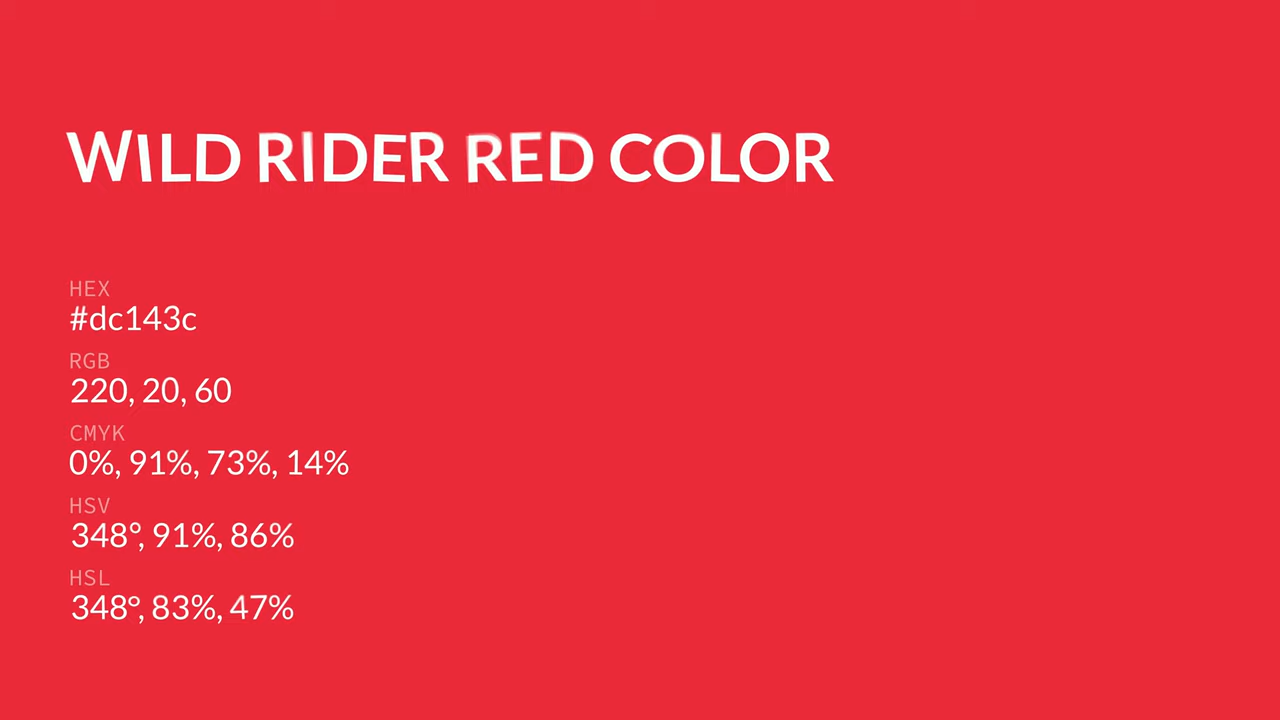 WILD RIDER RED COLOR
HEX
#dc143c
RGB
220, 20, 60
CMYK
0%, 91%, 73%, 14%
HSV
348°, 91%, 86%
HSL
348°, 83%, 47%